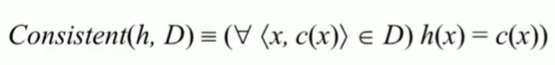 Consistent(h, D) ≡ (∀ ⟨x, c(x)⟩ ∈ D) h(x) = c(x))